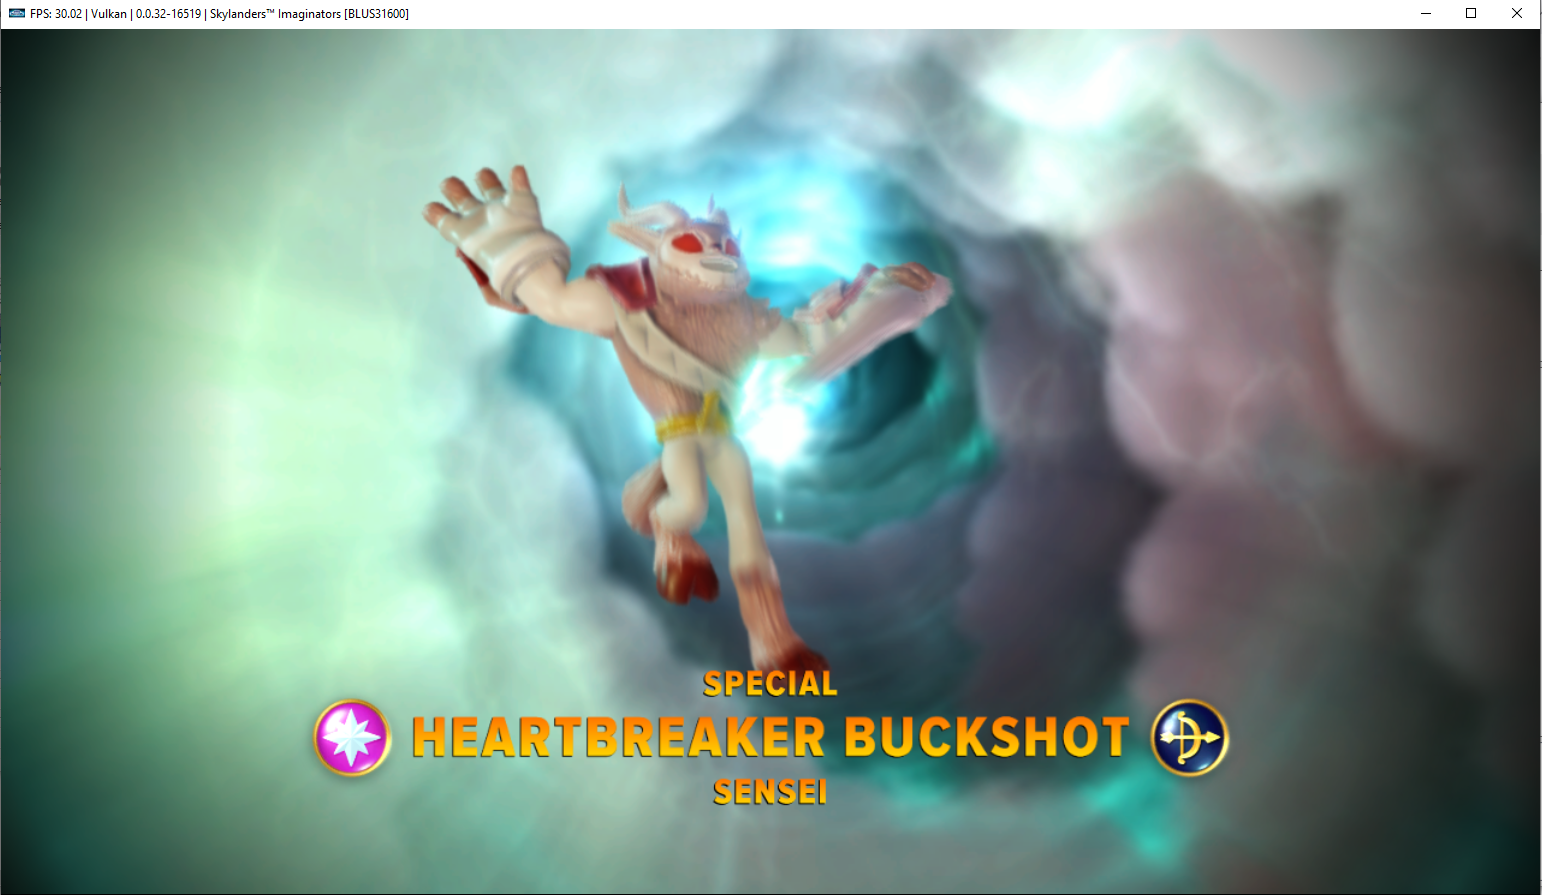 FPS: 30.02 | Vulkan | 0.0.32-16519 | Skylanders™ Imaginators [BLUS31600]
SPECIAL
HEARTBREAKER BUCKSHOT
SENSEI